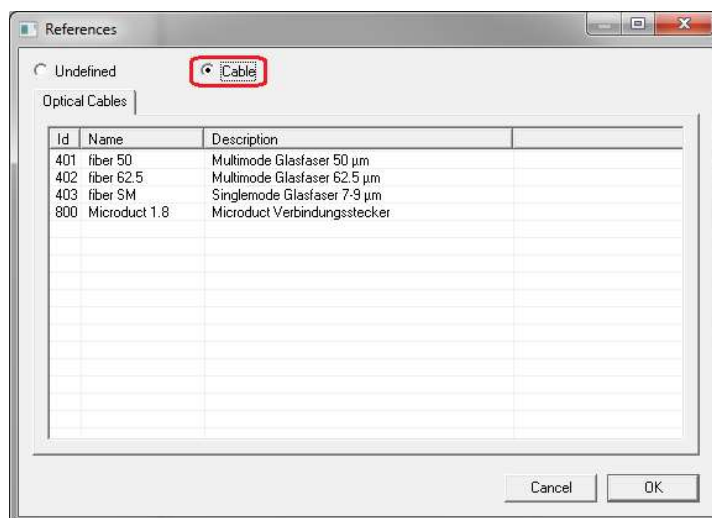 References
Undefined Cable
Optical Cables
Id Name Description
401 fiber 50 Multimode Glasfaser 50 µm
402 fiber 62.5 Multimode Glasfaser 62.5 µm
403 fiber SM Singlemode Glasfaser 7-9 µm
800 Microduct 1.8 Microduct Verbindungsstecker
Cancel OK